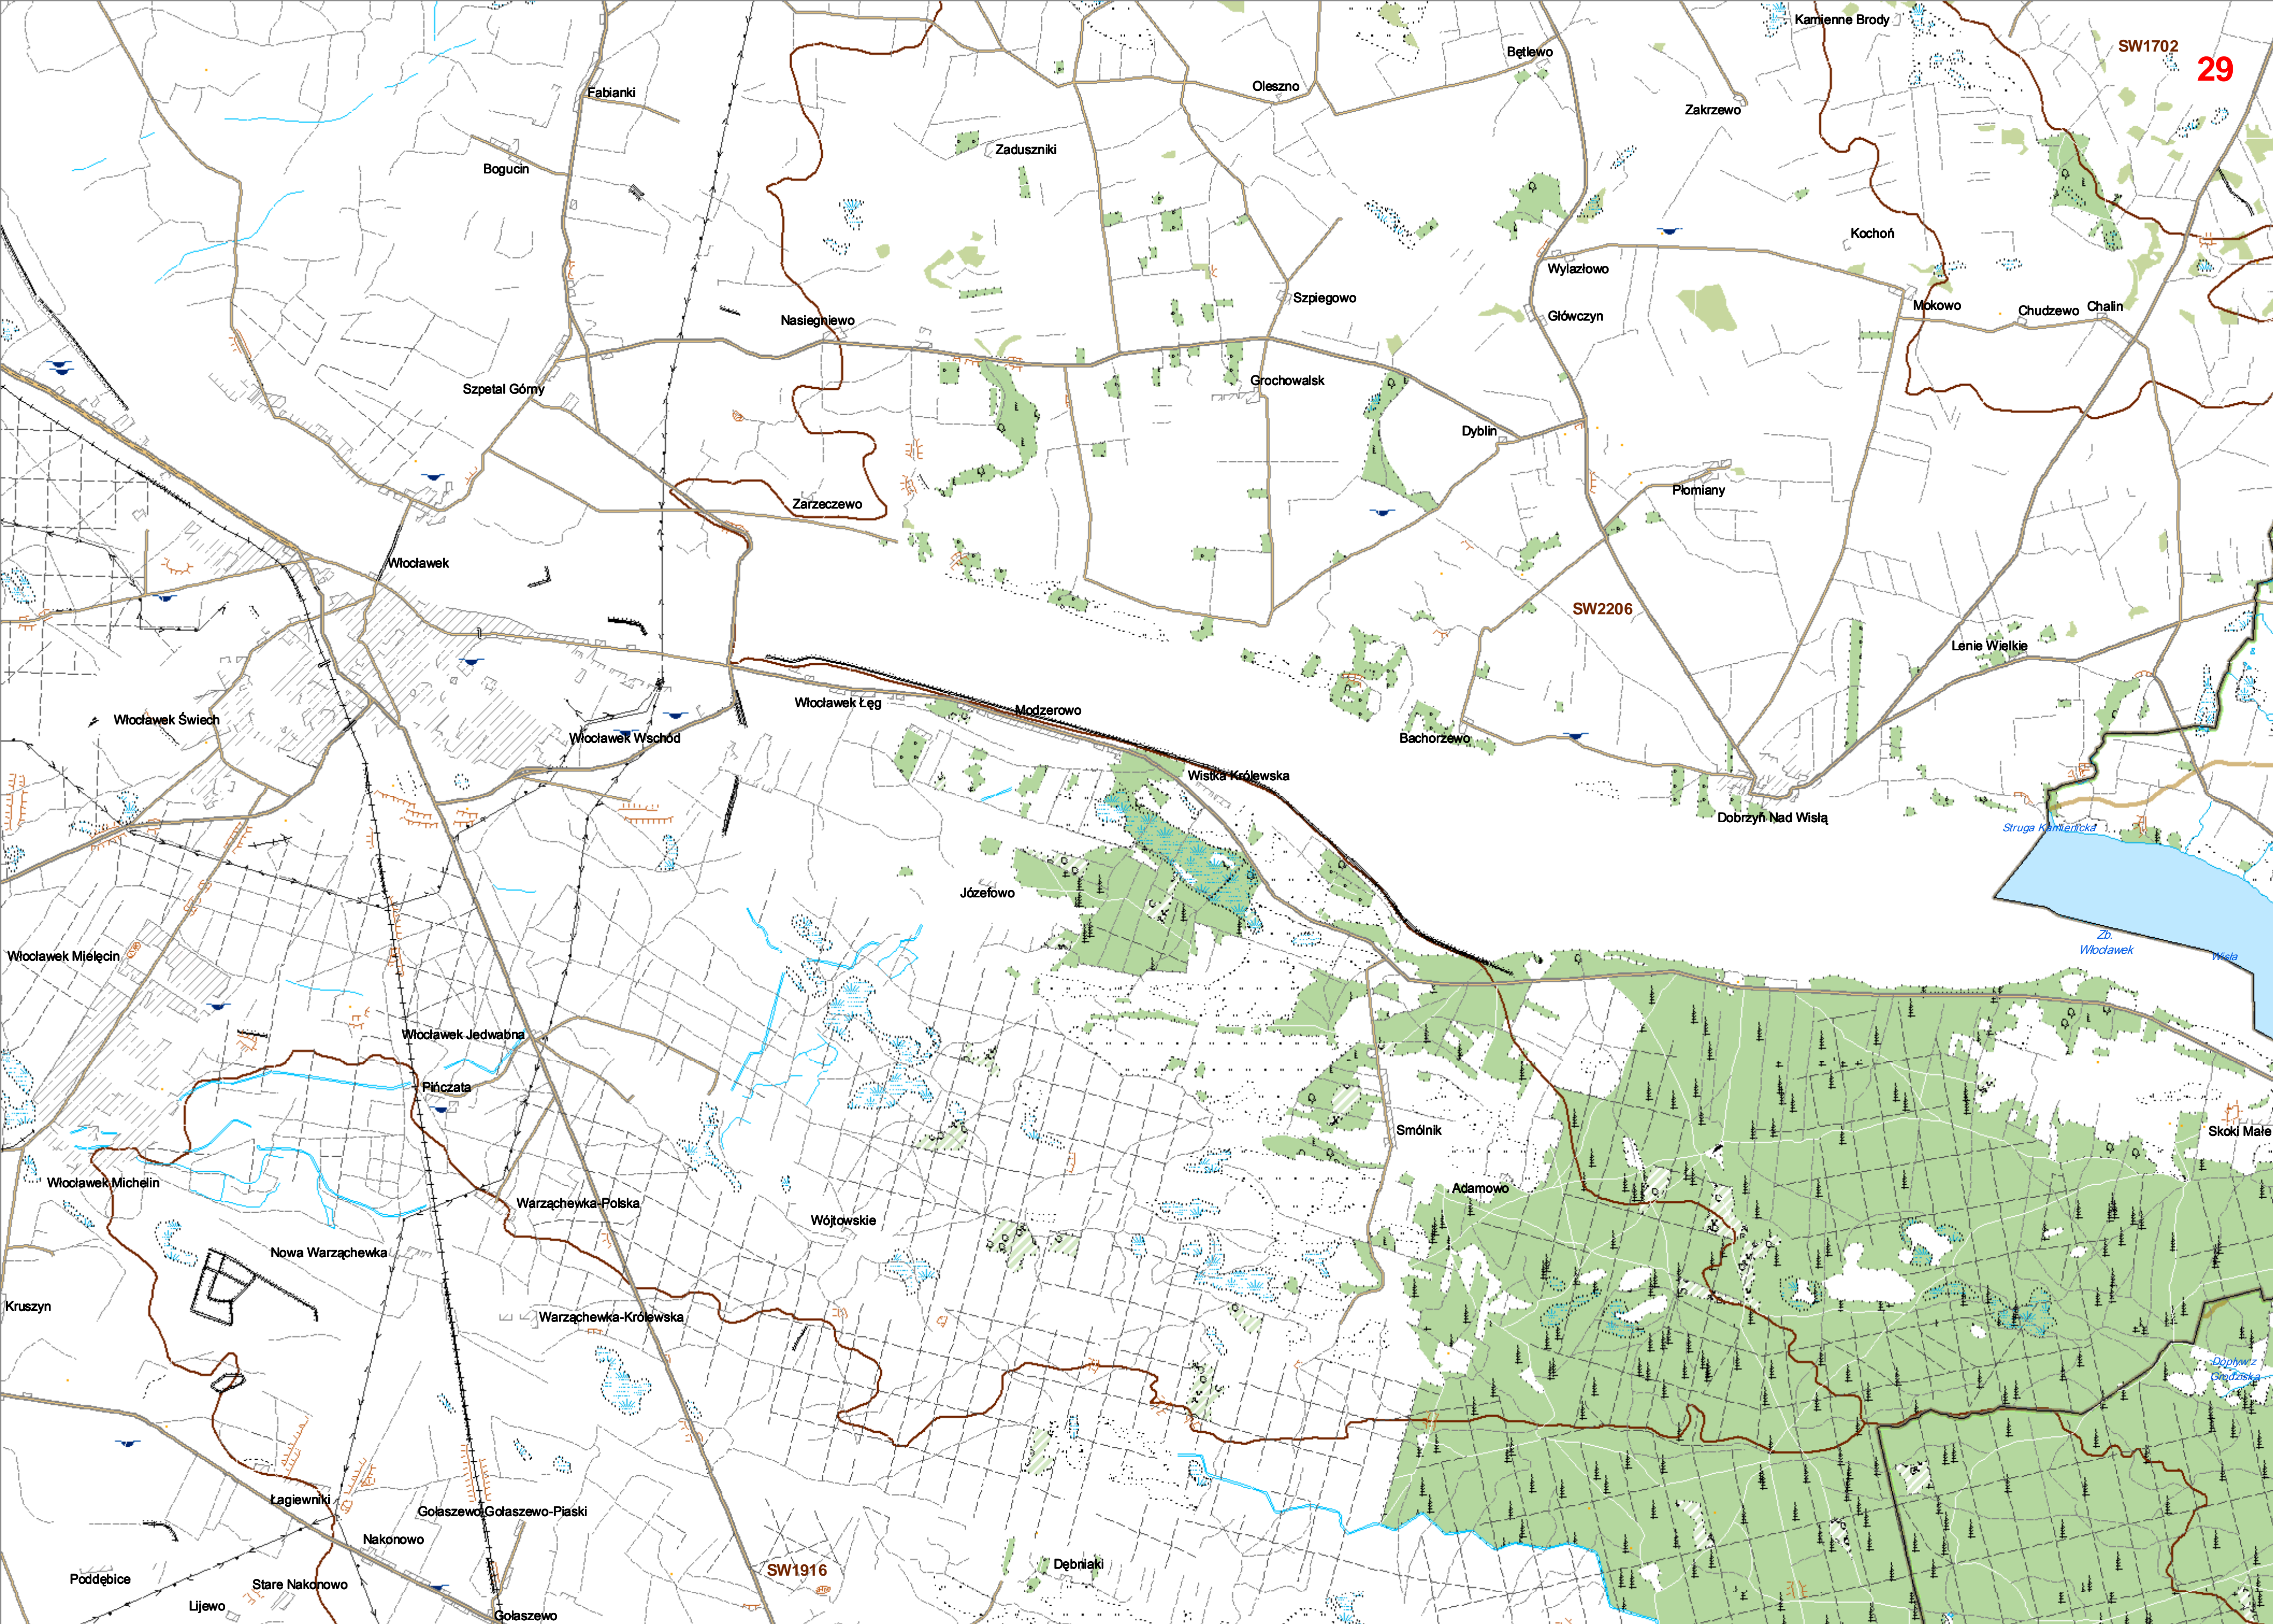 Kamienne Brody
SW1702
29
Bętlewo
Fabianki
Oleszno
Zakrzewo
Zaduszniki
Bogucin
Kochoń
Wylazłowo
Szpiegowo
Mokowo
Chudzewo
Chalin
Główczyn
Nasiegniewo
Szpetal Górny
Grochowalsk
Dyblin
Płomiany
Zarzeczewo
Włocławek
SW2206
Lenie Wielkie
Włocławek Łęg
Modzerowo
Włocławek Świech
Włocławek Wschód
Bachorzewo
Wistka Królewska
Dobrzyń Nad Wisłą
Struga Kamienicka
Józefowo
Zb.
Włocławek
Wisła
Włocławek Mielęcin
Włocławek Jedwabna
Pińczata
Smólnik
Skoki Małe
Włocławek Michelin
Adamowo
Warząchewka-Polska
Wójtowskie
Nowa Warząchewka
Kruszyn
Warząchewka-Królewska
Dopływ z
Grodziska
Łagiewniki
Gołaszewo
Gołaszewo-Piaski
Nakonowo
Dębniaki
SW1916
Poddębice
Stare Nakonowo
Lijewo
Gołaszewo